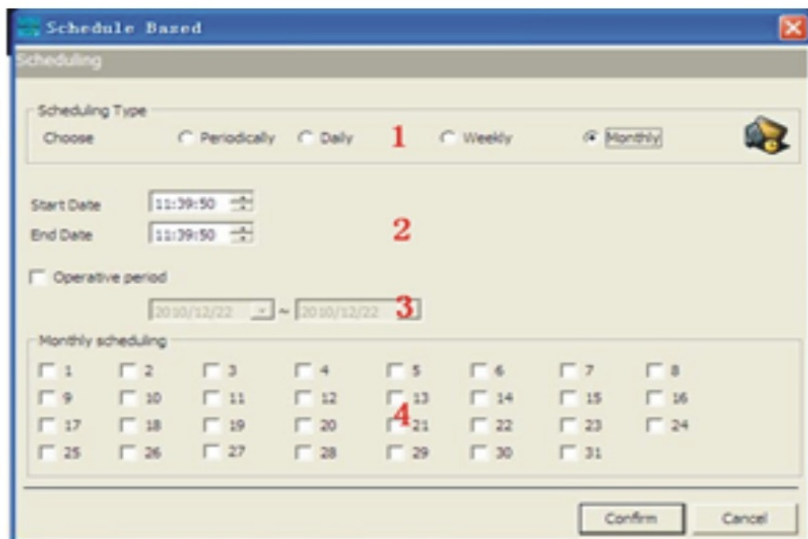 Schedule Based
Scheduling
Scheduling Type
Choose Periodically Daily 1 Weekly Monthly
Start Date 11:39:50
End Date 11:39:50
2
Operative period
2010/12/22 ~ 2010/12/22 3
Monthly scheduling
1 2 3 4 5 6 7 8
9 10 11 12 13 14 15 16
4
17 18 19 20 21 22 23 24
25 26 27 28 29 30 31
Confirm Cancel